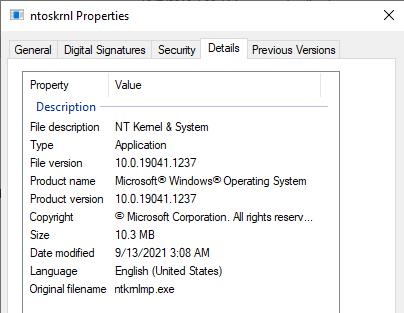 ntoskrnl Properties
General Digital Signatures Security Details Previous Versions
Property Value
Description
File description NT Kernel & System
Type Application
File version 10.0.19041.1237
Product name Microsoft® Windows® Operating System
Product version 10.0.19041.1237
Copyright © Microsoft Corporation. All rights reserv...
Size 10.3 MB
Date modified 9/13/2021 3:08 AM
Language English (United States)
Original filename ntkrnlmp.exe